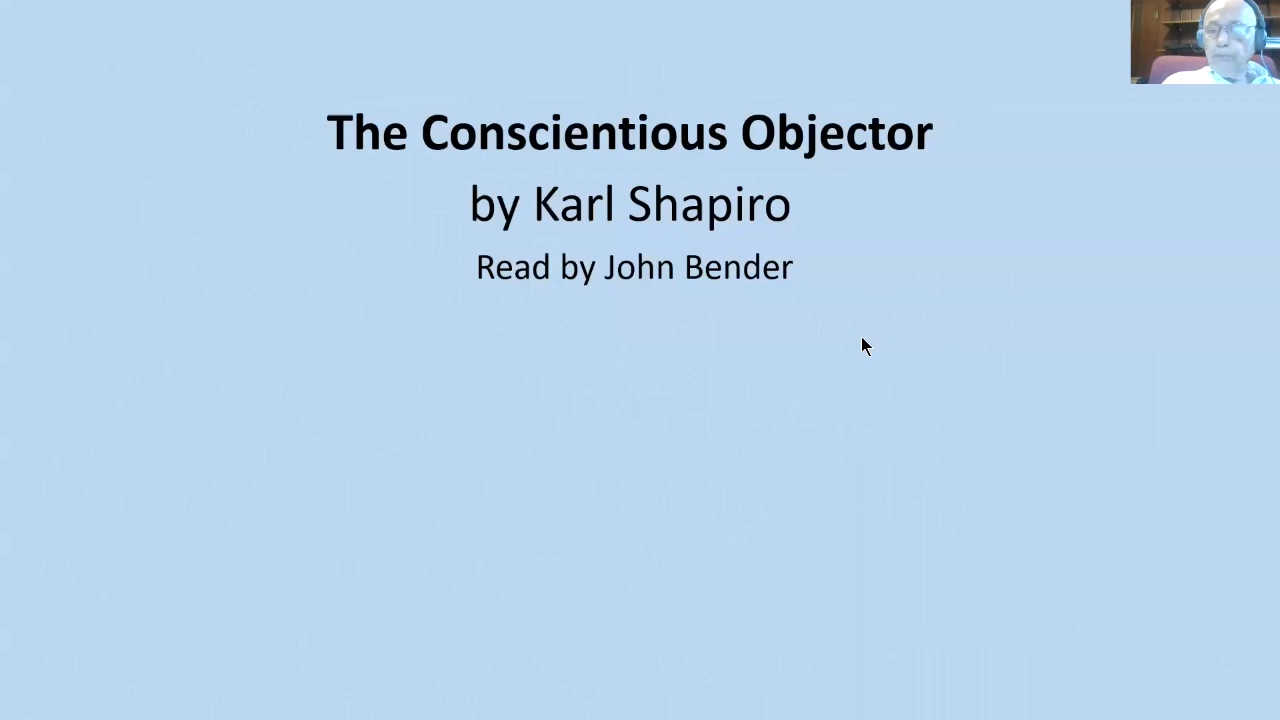 The Conscientious Objector
by Karl Shapiro
Read by John Bender